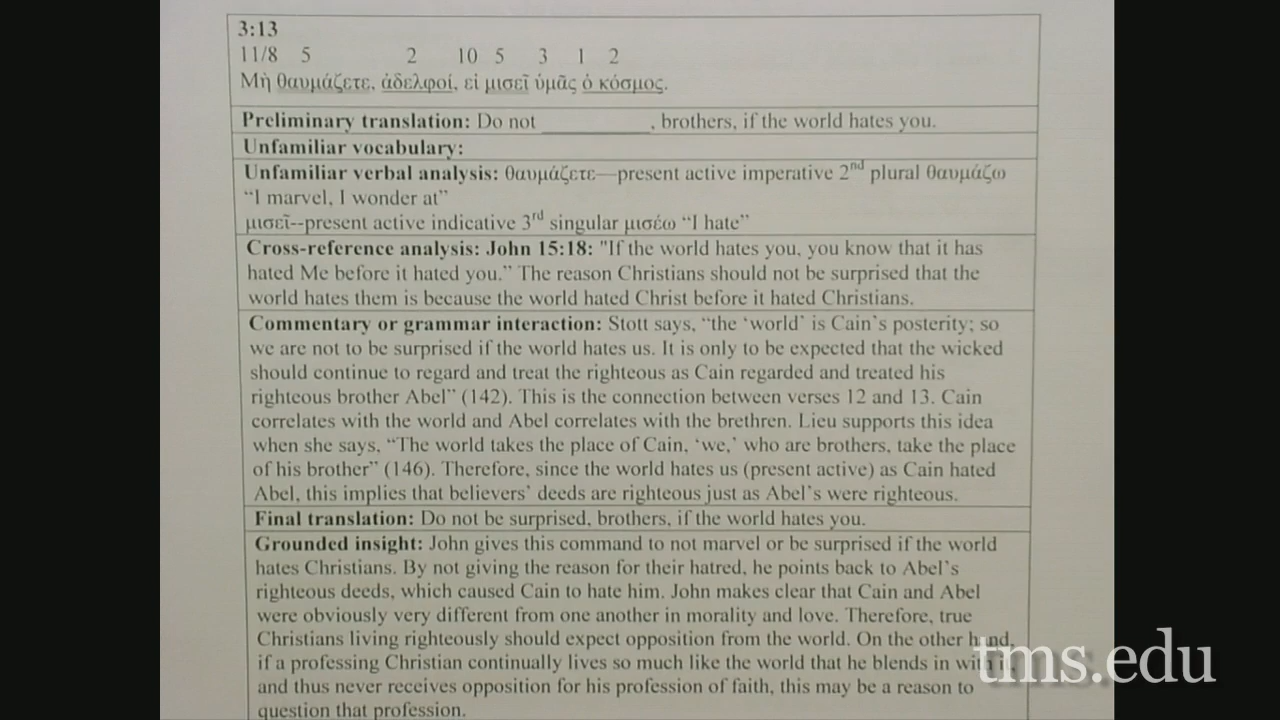 3:13
11/8 5 2 10 5 3 1 2
Μὴ θαυμάζετε, ἀδελφοί, εἰ μισεῖ ὑμᾶς ὁ κόσμος.
Preliminary translation: Do not __________, brothers, if the world hates you.
Unfamiliar vocabulary:
Unfamiliar verbal analysis: θαυμάζετε—present active imperative 2nd plural θαυμάζω
“I marvel, I wonder at”
μισεῖ--present active indicative 3rd singular μισέω “I hate”
Cross-reference analysis: John 15:18: "If the world hates you, you know that it has
hated Me before it hated you.” The reason Christians should not be surprised that the
world hates them is because the world hated Christ before it hated Christians.
Commentary or grammar interaction: Stott says, “the ‘world’ is Cain’s posterity; so
we are not to be surprised if the world hates us. It is only to be expected that the wicked
should continue to regard and treat the righteous as Cain regarded and treated his
righteous brother Abel” (142). This is the connection between verses 12 and 13. Cain
correlates with the world and Abel correlates with the brethren. Lieu supports this idea
when she says, “The world takes the place of Cain, ‘we,’ who are brothers, take the place
of his brother” (146). Therefore, since the world hates us (present active) as Cain hated
Abel, this implies that believers’ deeds are righteous just as Abel’s were righteous.
Final translation: Do not be surprised, brothers, if the world hates you.
Grounded insight: John gives this command to not marvel or be surprised if the world
hates Christians. By not giving the reason for their hatred, he points back to Abel’s
righteous deeds, which caused Cain to hate him. John makes clear that Cain and Abel
were obviously very different from one another in morality and love. Therefore, true
Christians living righteously should expect opposition from the world. On the other hand,
if a professing Christian continually lives so much like the world that he blends in with it,
and thus never receives opposition for his profession of faith, this may be a reason to
question that profession.
tms.edu